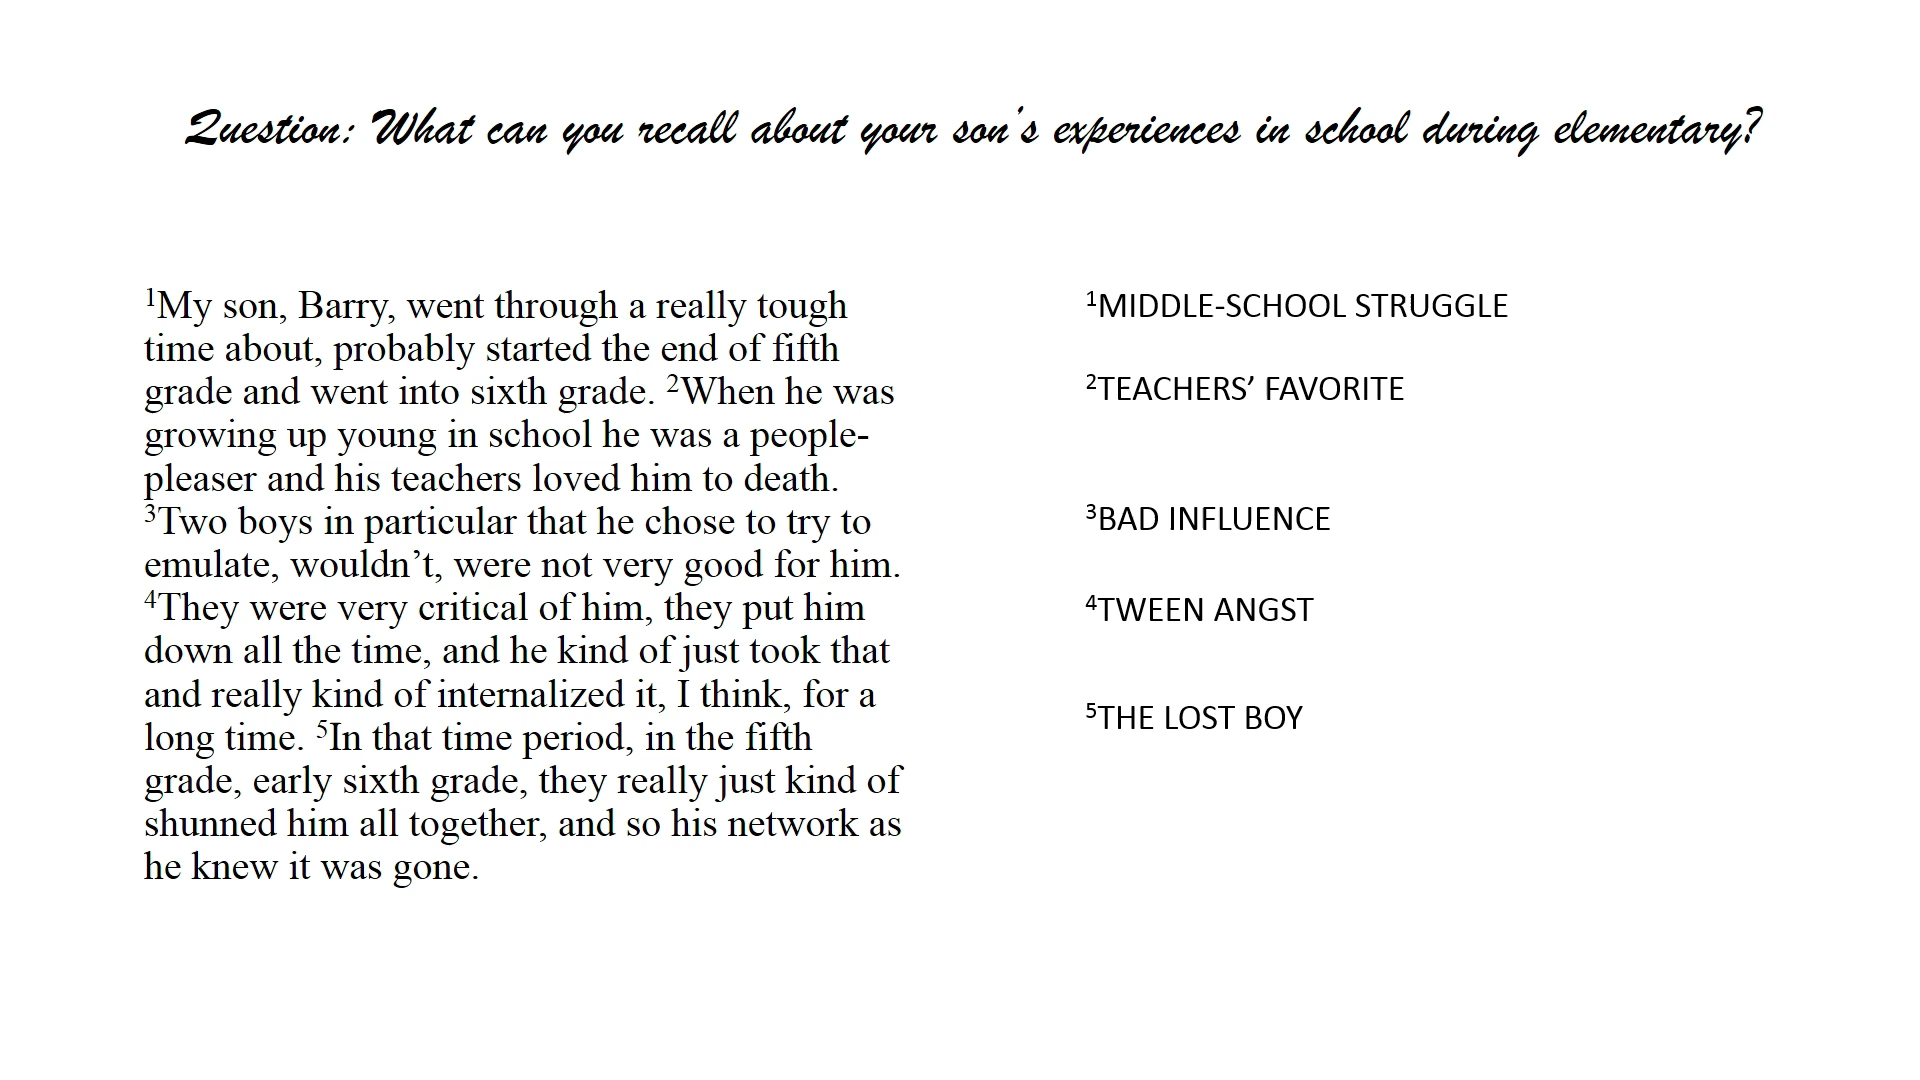 Question: What can you recall about your son's experiences in school during elementary?
¹My son, Barry, went through a really tough
time about, probably started the end of fifth
grade and went into sixth grade. ²When he was
growing up young in school he was a people-
pleaser and his teachers loved him to death.
³Two boys in particular that he chose to try to
emulate, wouldn’t, were not very good for him.
⁴They were very critical of him, they put him
down all the time, and he kind of just took that
and really kind of internalized it, I think, for a
long time. ⁵In that time period, in the fifth
grade, early sixth grade, they really just kind of
shunned him all together, and so his network as
he knew it was gone.
¹MIDDLE-SCHOOL STRUGGLE
²TEACHERS’ FAVORITE
³BAD INFLUENCE
⁴TWEEN ANGST
⁵THE LOST BOY